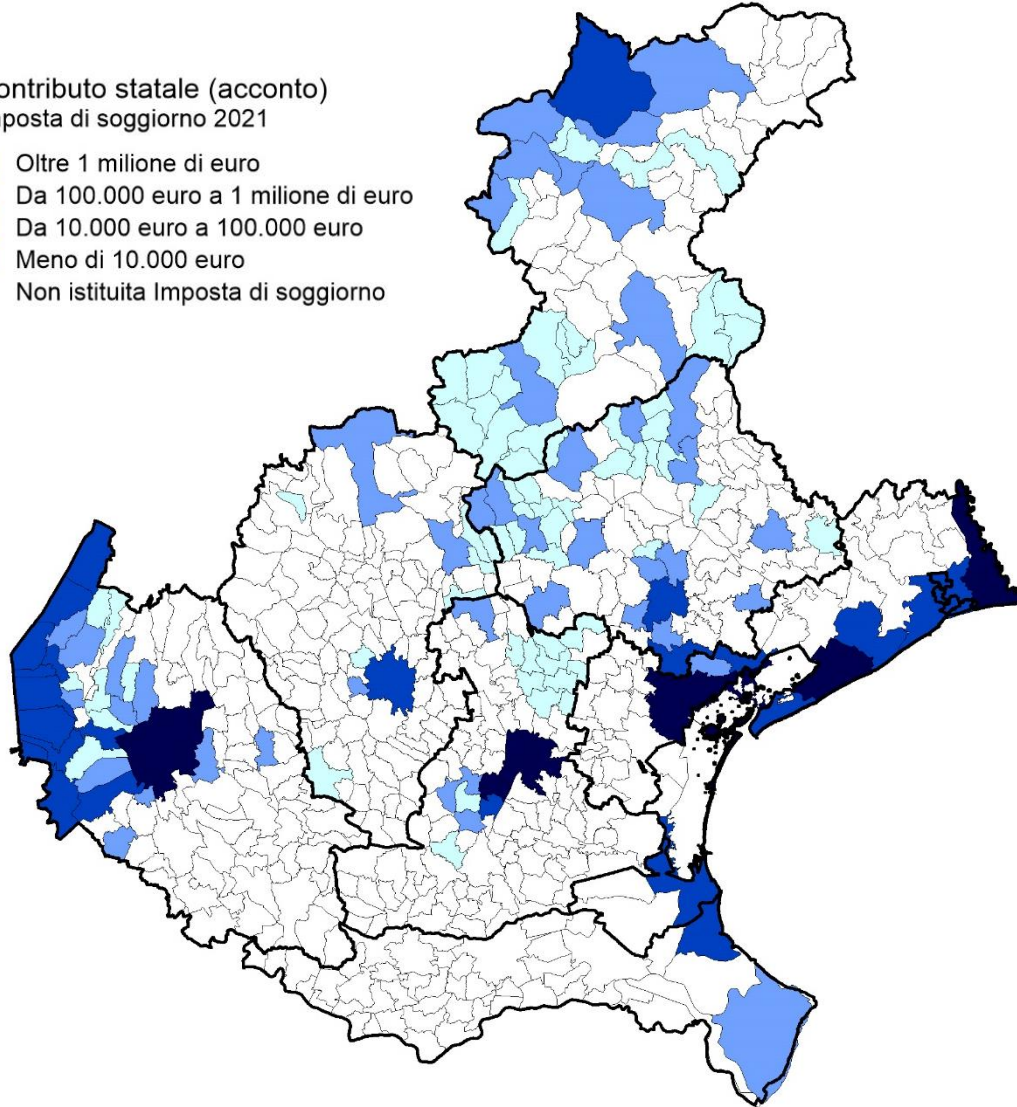 ontributo statale (acconto)
mposta di soggiorno 2021
Oltre 1 milione di euro
Da 100.000 euro a 1 milione di euro
Da 10.000 euro a 100.000 euro
Meno di 10.000 euro
Non istituita Imposta di soggiorno